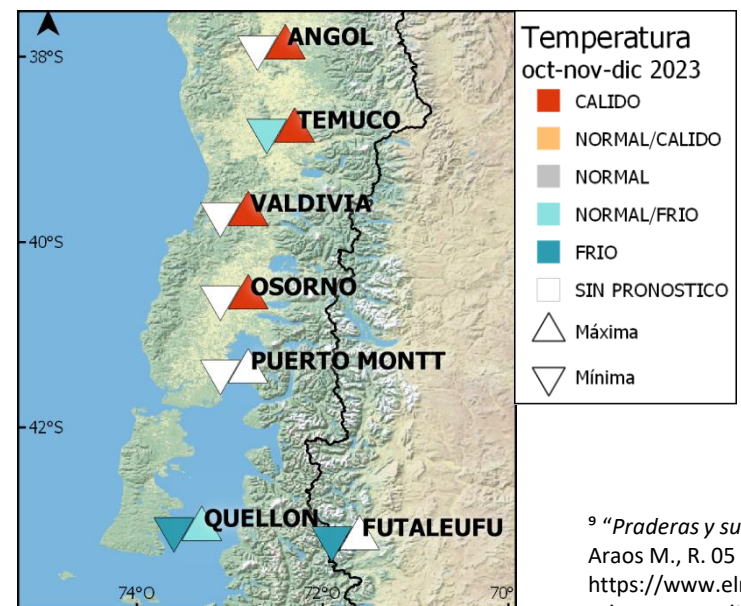 ANGOL
38°S
TEMUCO
VALDIVIA
40°S
OSORNO
PUERTO MONTT
42°S
QUELLON
FUTALEUFU
74°O
72°O
70°
Temperatura
oct-nov-dic 2023
CALIDO
NORMAL/CALIDO
NORMAL
NORMAL/FRIO
FRIO
SIN PRONOSTICO
Máxima
Mínima
⁹ “Praderas y su
Araos M., R. 05
https://www.elm